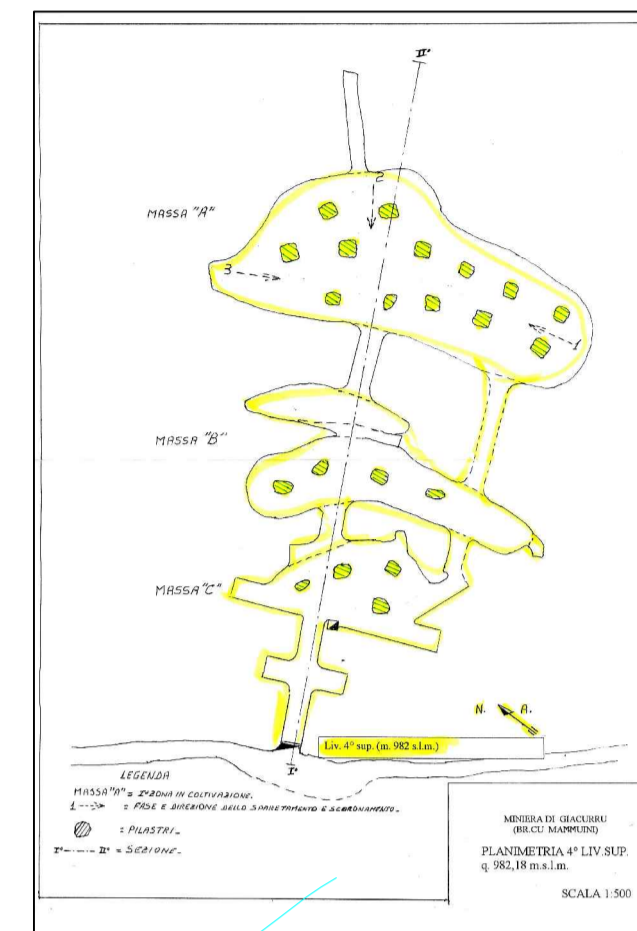 II°
MASSA "A"
2
3
1
MASSA "B"
MASSA "C"
N. A.
Liv. 4° sup. (m. 982 s.l.m.)
I°
LEGENDA
MASSA "A" = I° ZONA IN COLTIVAZIONE.
1 ---> = FASE E DIREZIONE DELLO SPARETAMENTO E SCORONAMENTO.
= PILASTRI.
I° —·—·— II° = SEZIONE.
MINIERA DI GIACURRU
(BR.CU MAMMUINI)
PLANIMETRIA 4° LIV.SUP.
q. 982,18 m.s.l.m.
SCALA 1:500